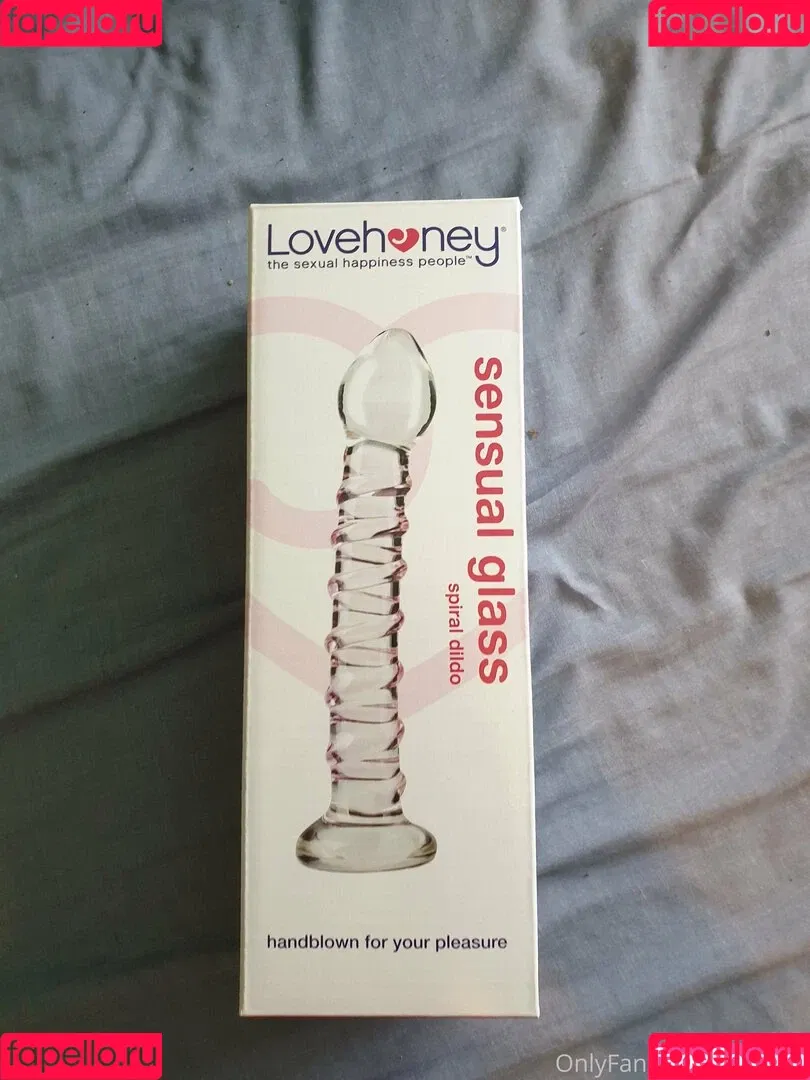 fapello.ru
fapello.ru
Lovehoney®
the sexual happiness people™
sensual glass
spiral dildo
handblown for your pleasure
fapello.ru
fapello.ru